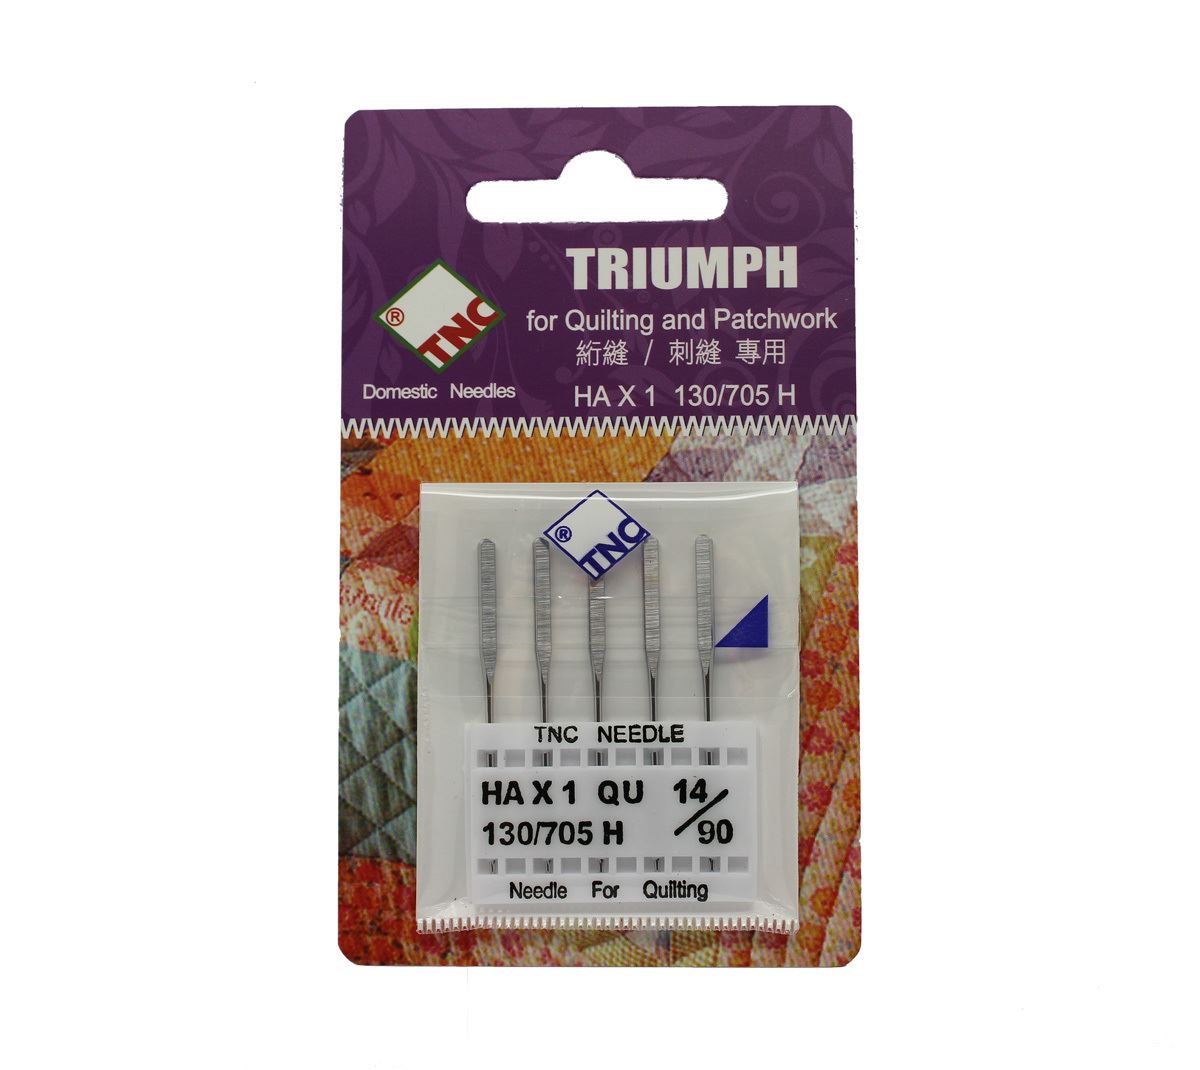 TRIUMPH
for Quilting and Patchwork
絎縫 / 刺縫 專用
HA X 1 130/705 H
® TNC
Domestic Needles
® TNC
TNC NEEDLE
HA X 1 QU 14/90
130/705 H
Needle For Quilting